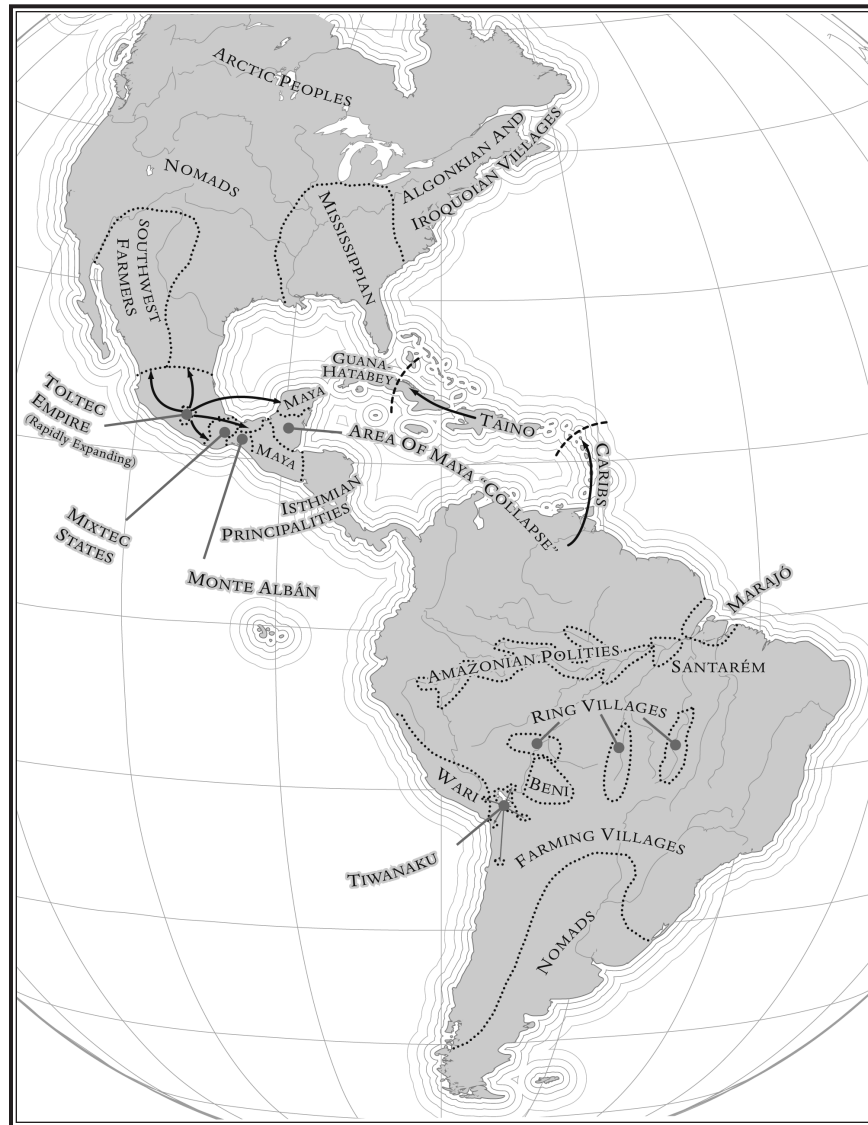 ARCTIC PEOPLES
NOMADS
ALGONKIAN AND
IROQUOIAN VILLAGES
MISSISSIPPIAN
SOUTHWEST
FARMERS
GUANA-
HATABEY
MAYA
TAINO
TOLTEC
EMPIRE
(Rapidly Expanding)
AREA OF MAYA "COLLAPSE"
MAYA
CARIBS
ISTHMIAN
PRINCIPALITIES
MIXTEC
STATES
MONTE ALBÁN
MARAJÓ
AMAZONIAN POLITIES
SANTARÉM
RING VILLAGES
WARI
BENI
TIWANAKU
FARMING VILLAGES
NOMADS